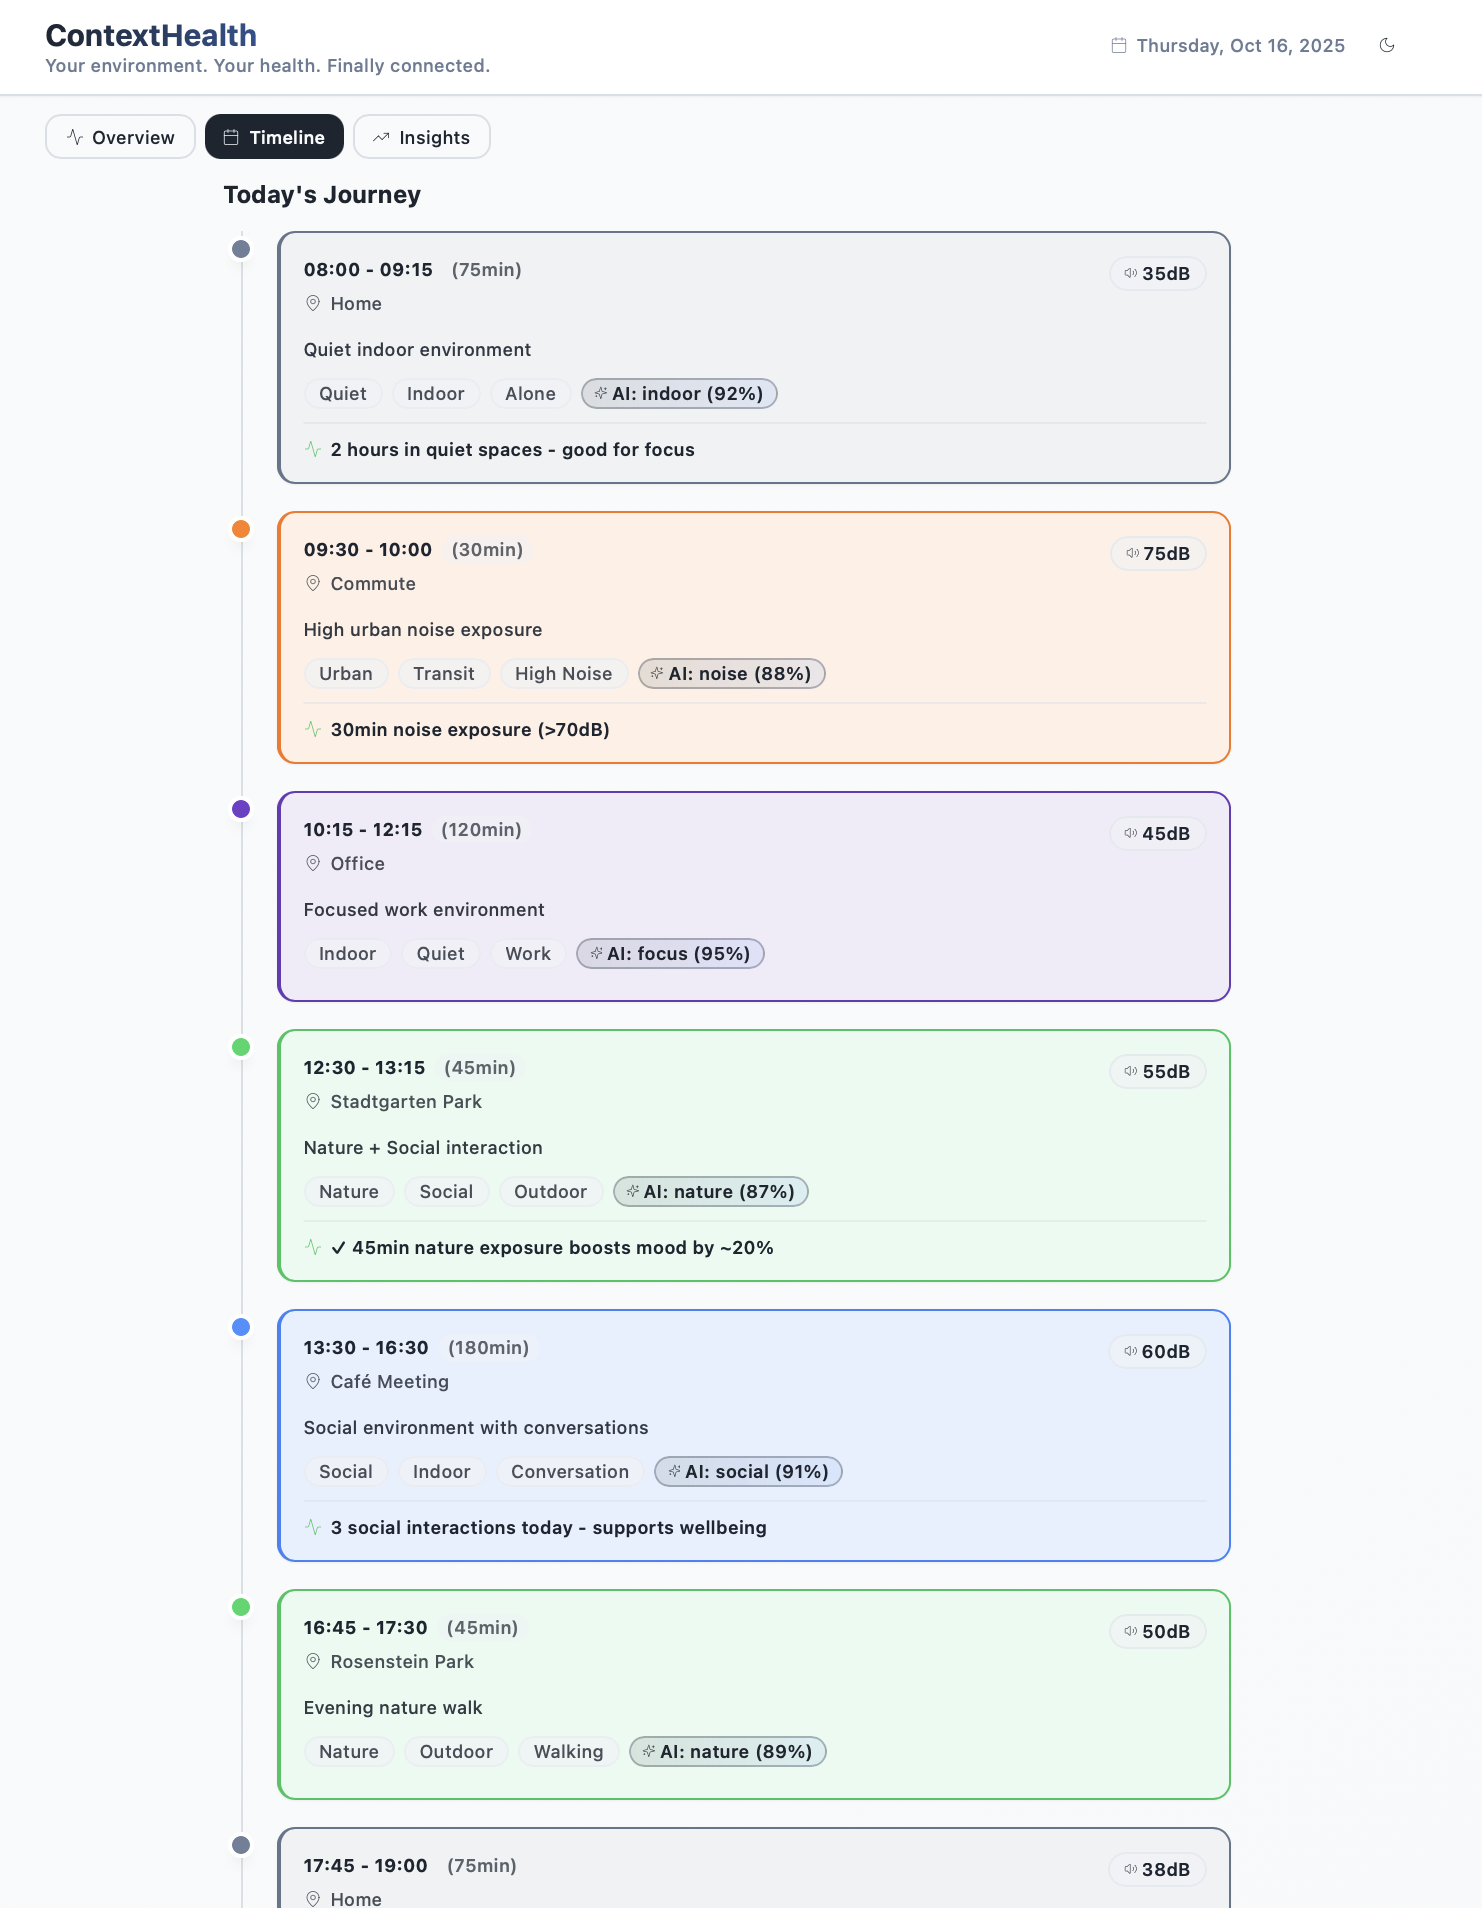 ContextHealth
Your environment. Your health. Finally connected.
Thursday, Oct 16, 2025
Overview
Timeline
Insights
Today's Journey
08:00 - 09:15 (75min)
35dB
Home
Quiet indoor environment
Quiet Indoor Alone AI: indoor (92%)
2 hours in quiet spaces - good for focus
09:30 - 10:00 (30min)
75dB
Commute
High urban noise exposure
Urban Transit High Noise AI: noise (88%)
30min noise exposure (>70dB)
10:15 - 12:15 (120min)
45dB
Office
Focused work environment
Indoor Quiet Work AI: focus (95%)
12:30 - 13:15 (45min)
55dB
Stadtgarten Park
Nature + Social interaction
Nature Social Outdoor AI: nature (87%)
✓ 45min nature exposure boosts mood by ~20%
13:30 - 16:30 (180min)
60dB
Café Meeting
Social environment with conversations
Social Indoor Conversation AI: social (91%)
3 social interactions today - supports wellbeing
16:45 - 17:30 (45min)
50dB
Rosenstein Park
Evening nature walk
Nature Outdoor Walking AI: nature (89%)
17:45 - 19:00 (75min)
38dB
Home